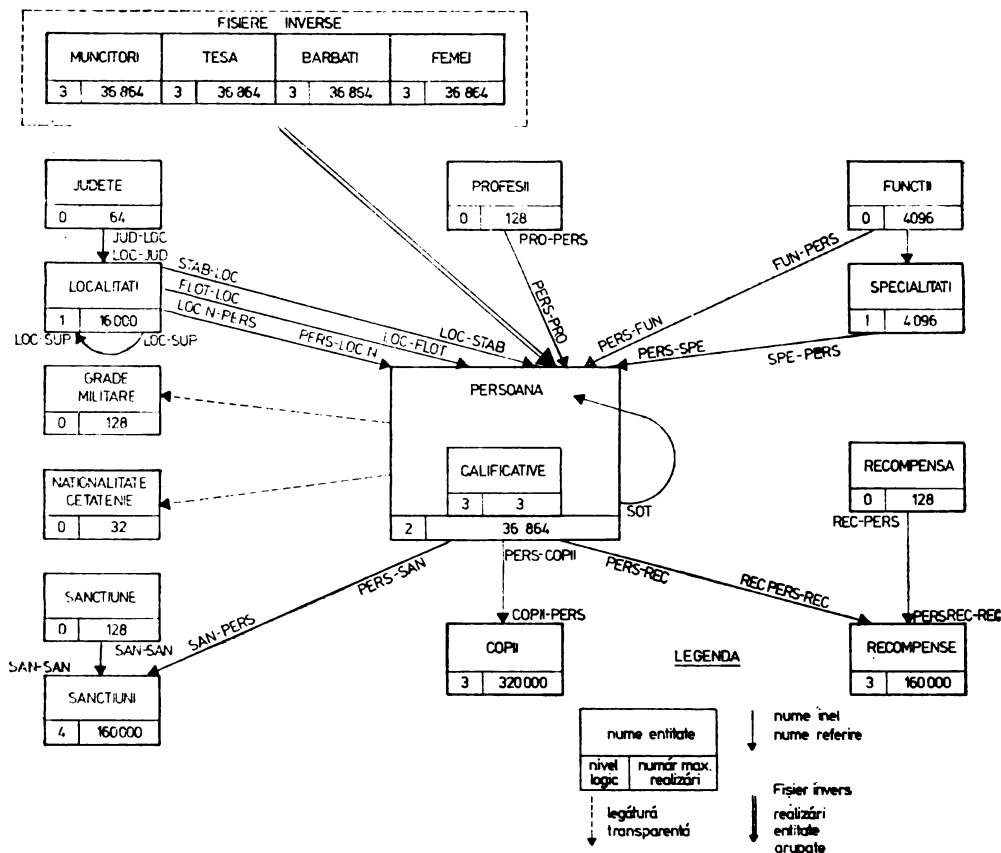 FISIERE INVERSE
MUNCITORI TESA BARBATI FEMEI
3 36 864 3 36 864 3 36 864 3 36 864
JUDETE
0 64
PROFESII
0 128
FUNCTII
0 4096
JUD-LOC
LOC-JUD
PRO-PERS
PERS-PRO
FUN-PERS
PERS-FUN
LOCALITATI
1 16000
LOC-SUP LOC-SUP
STAB-LOC
FLOT-LOC
LOC N-PERS
LOC-STAB
LOC-FLOT
PERS-LOC N
SPECIALITATI
1 4096
PERS-SPE
SPE-PERS
GRADE
MILITARE
0 128
PERSOANA
CALIFICATIVE
3 3
2 36 864
SOT
NATIONALITATE
CETATENIE
0 32
RECOMPENSA
0 128
REC-PERS
SANCTIUNE
0 128
SAN-SAN
SAN-SAN
PERS-SAN
SAN-PERS
PERS-COPII
COPII-PERS
PERS-REC
REC PERS-REC
PERSREC-REC
SANCTIUNI
4 160000
COPII
3 320000
RECOMPENSE
3 160000
LEGENDA
nume entitate
nivel logic
număr max. realizări
nume inel
nume referire
legătură
transparentă
Fișier invers
realizări
entitate
grupate